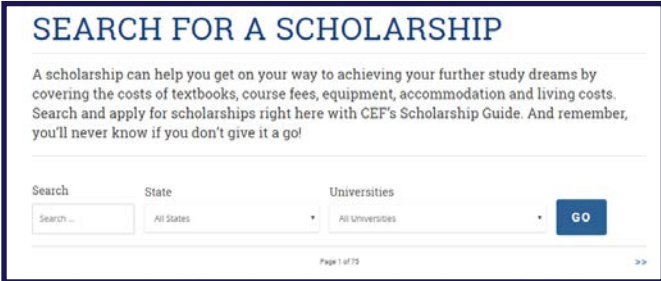 SEARCH FOR A SCHOLARSHIP
A scholarship can help you get on your way to achieving your further study dreams by
covering the costs of textbooks, course fees, equipment, accommodation and living costs.
Search and apply for scholarships right here with CEF's Scholarship Guide. And remember,
you'll never know if you don't give it a go!
Search State Universities
Search ... All States All Universities GO
Page 1 of 75 >>